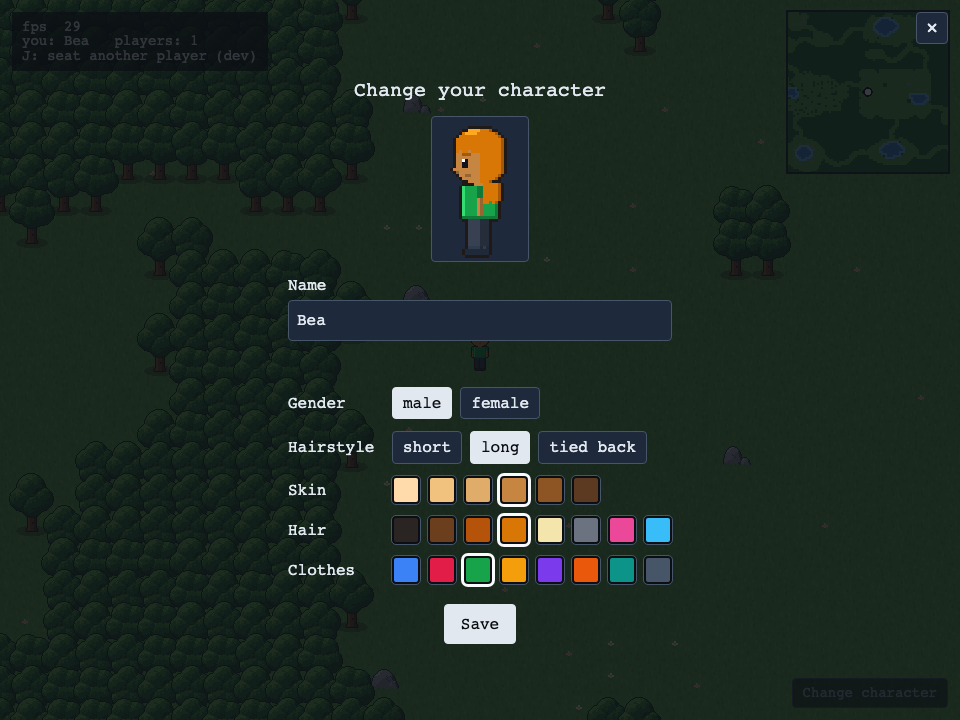 fps 29
you: Bea players: 1
J: seat another player (dev)
×
Change your character
Name
Bea
Gender male female
Hairstyle short long tied back
Skin
Hair
Clothes
Save
Change character